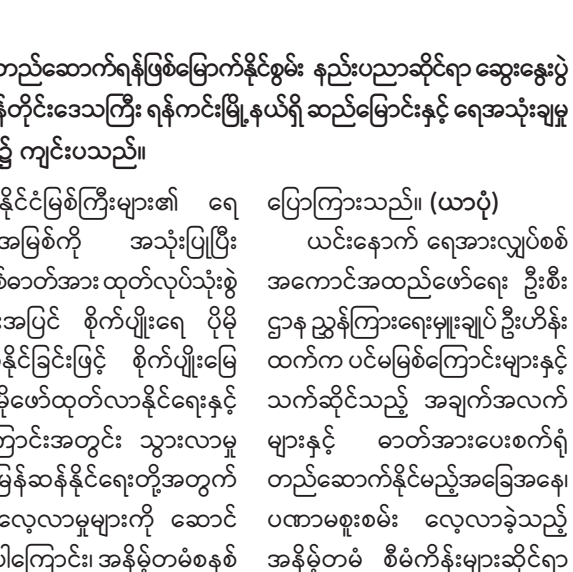 တည်ဆောက်ရန်ဖြစ်မြောက်နိုင်စွမ်း နည်းပညာဆိုင်ရာ ဆွေးနွေးပွဲ
န်တိုင်းဒေသကြီး ရန်ကင်းမြို့နယ်ရှိ ဆည်မြောင်းနှင့် ရေအသုံးချမှု
၌ ကျင်းပသည်။
နိုင်ငံမြစ်ကြီးများ၏ ရေ
အမြစ်ကို အသုံးပြုပြီး
စ်ဓာတ်အား ထုတ်လုပ်သုံးစွဲ
းအပြင် စိုက်ပျိုးရေ ပိုမို
နိုင်ခြင်းဖြင့် စိုက်ပျိုးမြေ
မိုဖော်ထုတ်လာနိုင်ရေးနှင့်
ကြာင်းအတွင်း သွားလာမှု
မြန်ဆန်နိုင်ရေးတို့အတွက်
လေ့လာမှုများကို ဆောင်
ပါကြောင်း၊ အနိမ့်တမံစနစ်
ပြောကြားသည်။ (ယာပုံ)
ယင်းနောက် ရေအားလျှပ်စစ်
အကောင်အထည်ဖော်ရေး ဦးစီး
ဌာန ညွှန်ကြားရေးမှူးချုပ် ဦးဟိန်း
ထက်က ပင်မမြစ်ကြောင်းများနှင့်
သက်ဆိုင်သည့် အချက်အလက်
များနှင့် ဓာတ်အားပေးစက်ရုံ
တည်ဆောက်နိုင်မည့်အခြေအနေ၊
ပဏာမစူးစမ်း လေ့လာခဲ့သည့်
အနိမ့်တမံ စီမံကိန်းများဆိုင်ရာ